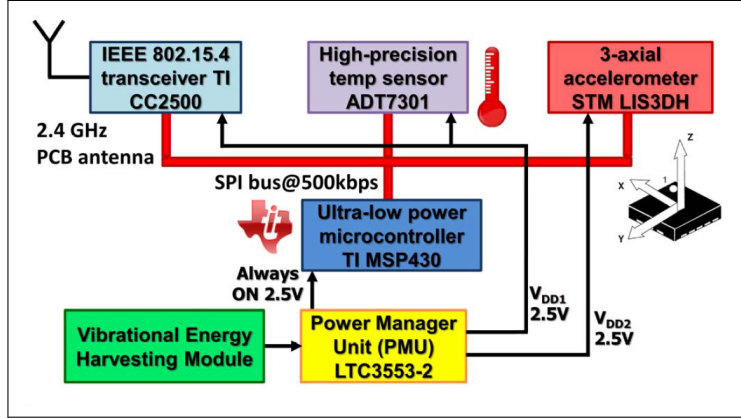 IEEE 802.15.4
transceiver TI
CC2500
High-precision
temp sensor
ADT7301
3-axial
accelerometer
STM LIS3DH
2.4 GHz
PCB antenna
SPI bus@500kbps
Z
X
1
Y
Ultra-low power
microcontroller
TI MSP430
Always
ON 2.5V
VDD1
2.5V
VDD2
2.5V
Vibrational Energy
Harvesting Module
Power Manager
Unit (PMU)
LTC3553-2